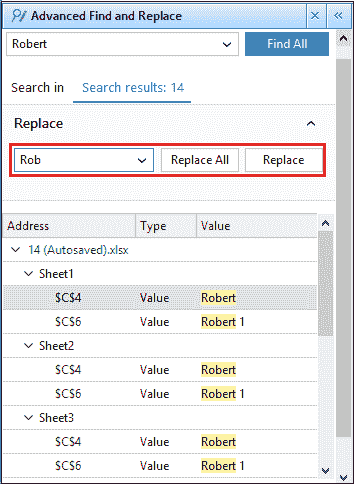 Advanced Find and Replace
Robert Find All
Search in Search results: 14
Replace
Rob Replace All Replace
Address Type Value
14 (Autosaved).xlsx
Sheet1
$C$4 Value Robert
$C$6 Value Robert 1
Sheet2
$C$4 Value Robert
$C$6 Value Robert 1
Sheet3
$C$4 Value Robert
$C$6 Value Robert 1